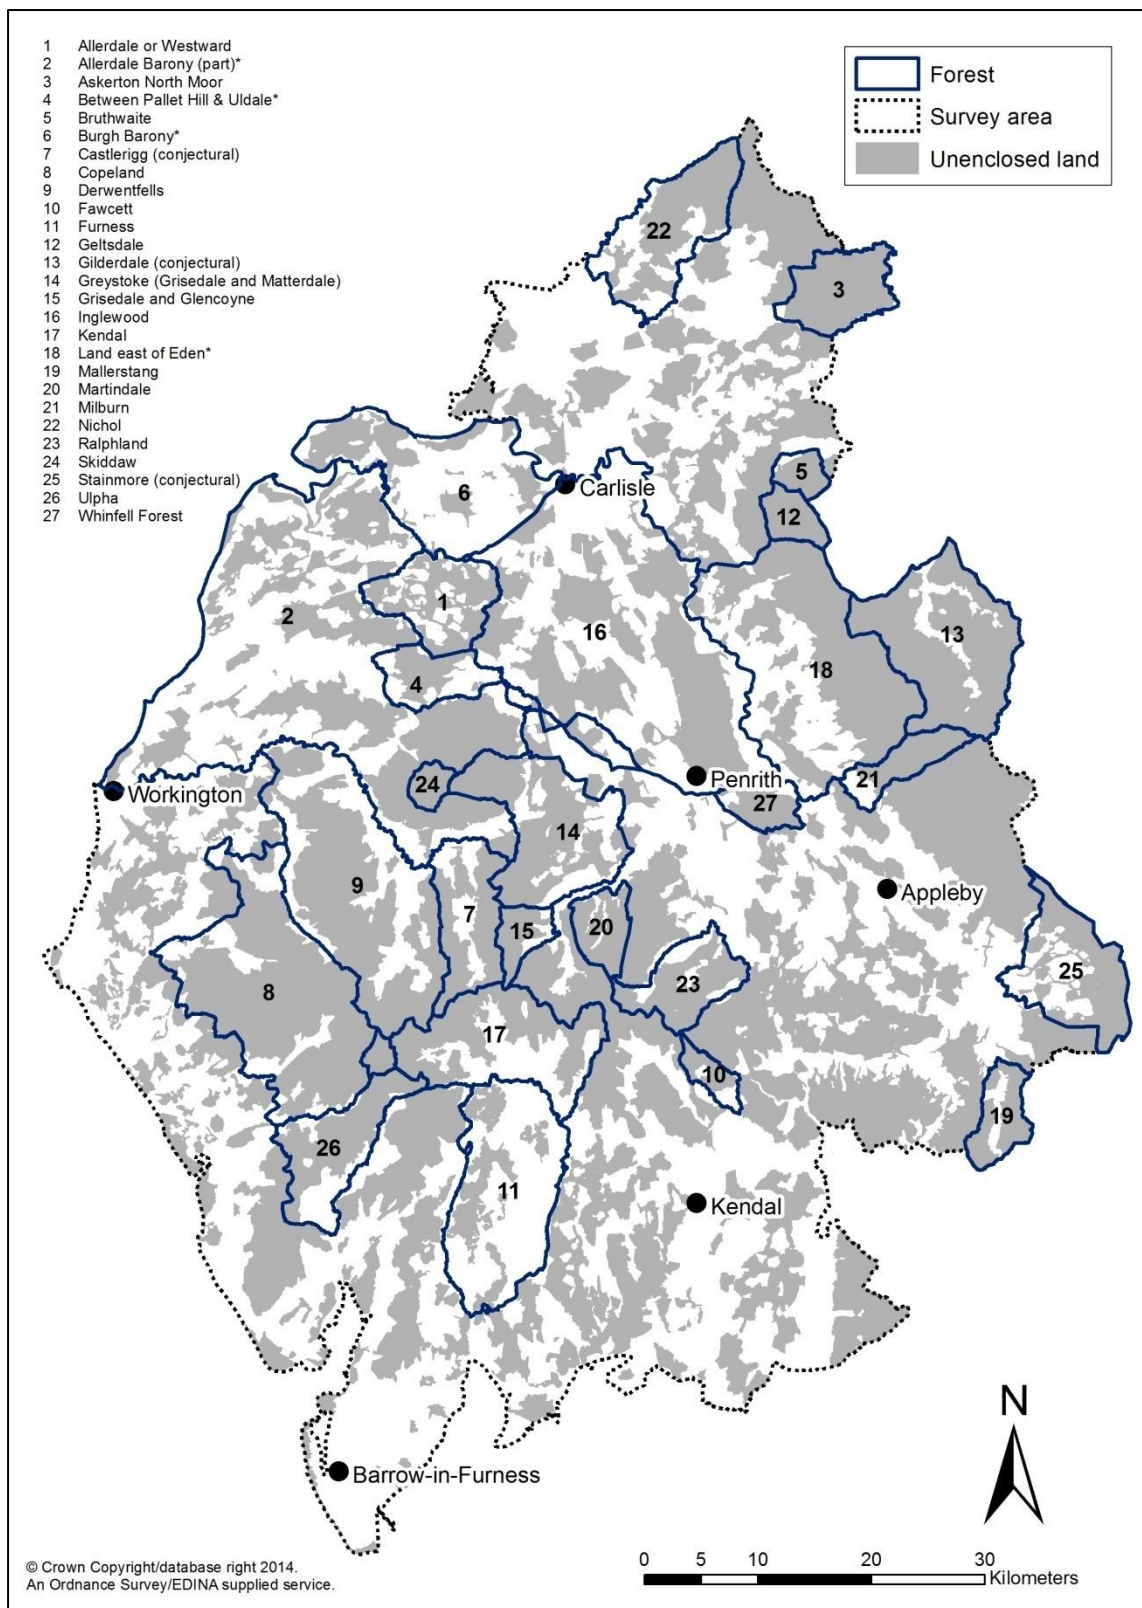 1 Allerdale or Westward
2 Allerdale Barony (part)*
3 Askerton North Moor
4 Between Pallet Hill & Uldale*
5 Bruthwaite
6 Burgh Barony*
7 Castlerigg (conjectural)
8 Copeland
9 Derwentfells
10 Fawcett
11 Furness
12 Geltsdale
13 Gilderdale (conjectural)
14 Greystoke (Grisedale and Matterdale)
15 Grisedale and Glencoyne
16 Inglewood
17 Kendal
18 Land east of Eden*
19 Mallerstang
20 Martindale
21 Milburn
22 Nichol
23 Ralphland
24 Skiddaw
25 Stainmore (conjectural)
26 Ulpha
27 Whinfell Forest
Forest
Survey area
Unenclosed land
22
3
5
6
Carlisle
12
1
2
16
13
18
4
Penrith
24
21
Workington
27
14
9
Appleby
7
15
20
25
8
23
17
10
19
26
11
Kendal
N
Barrow-in-Furness
© Crown Copyright/database right 2014.
An Ordnance Survey/EDINA supplied service.
0 5 10 20 30
Kilometers